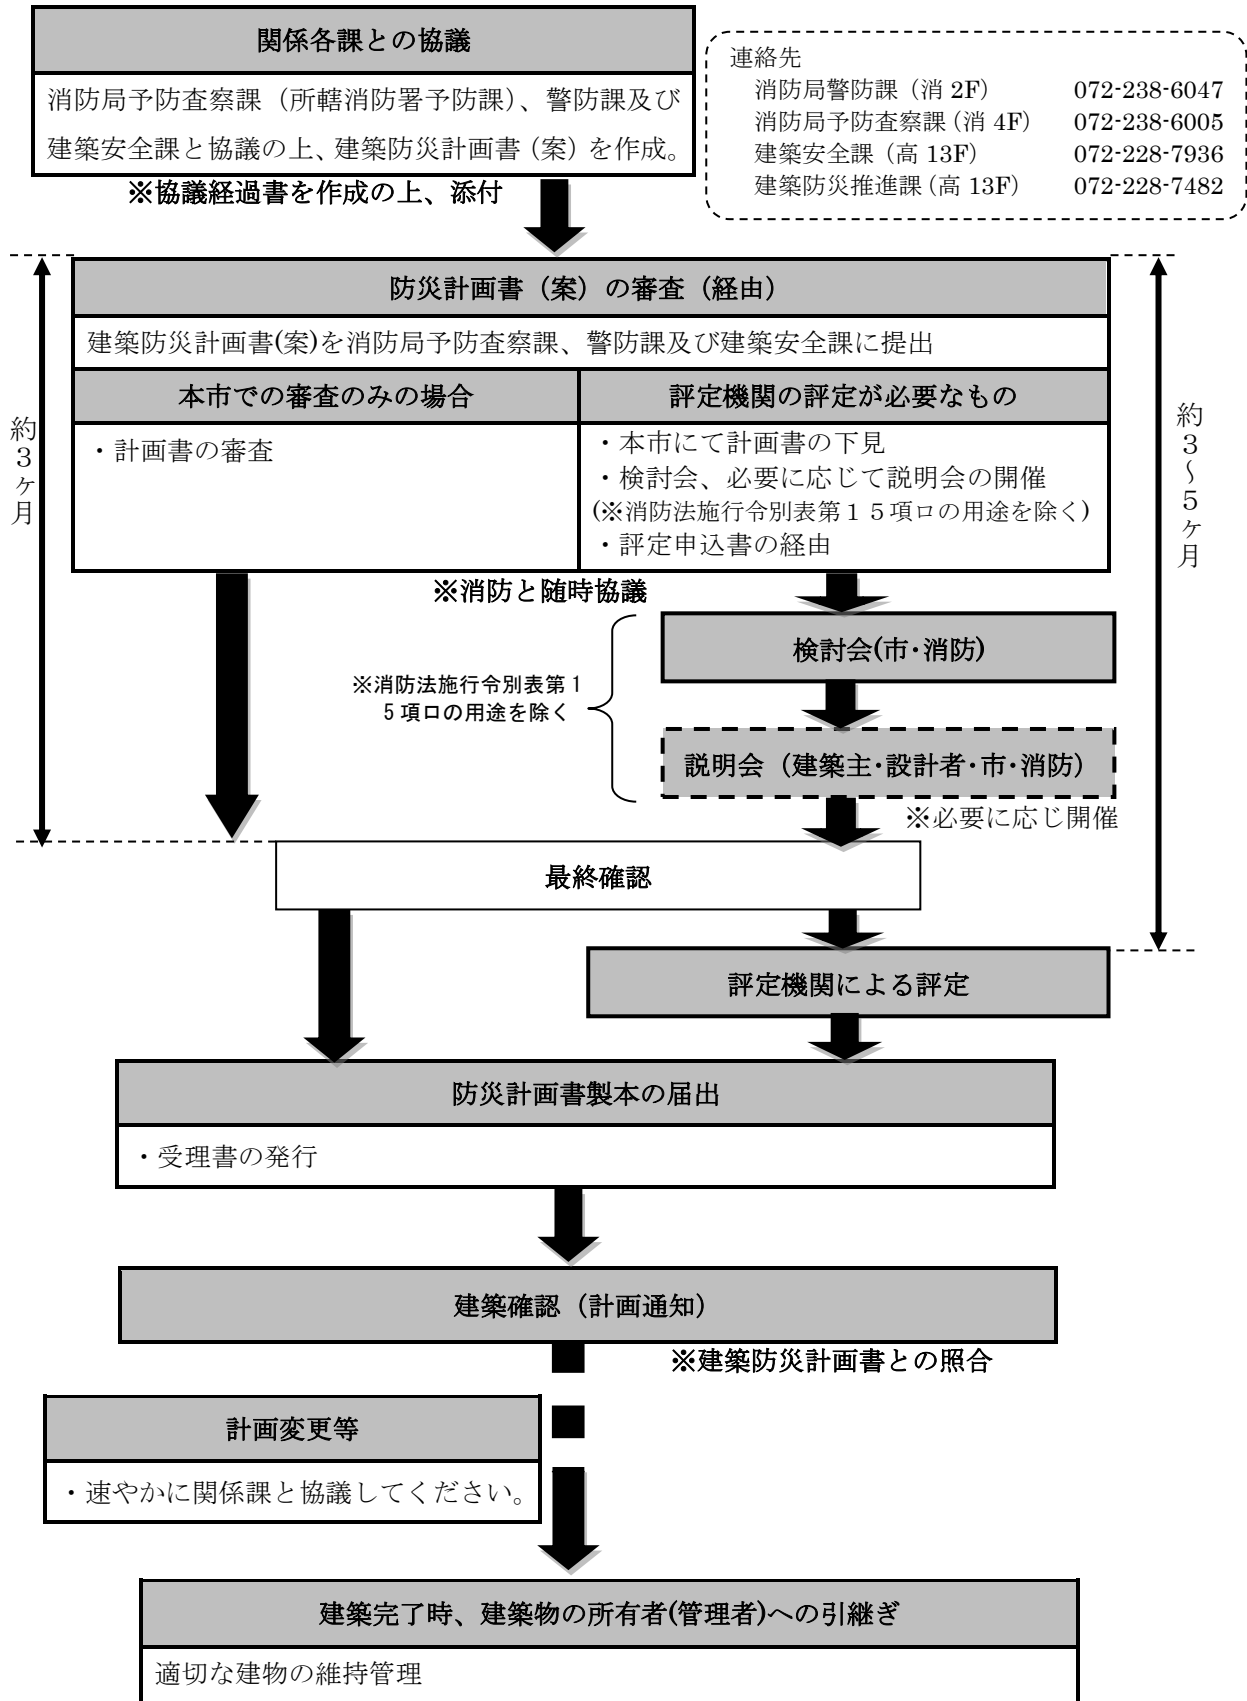 関係各課との協議
消防局予防査察課（所轄消防署予防課）、警防課及び
建築安全課と協議の上、建築防災計画書（案）を作成。
※協議経過書を作成の上、添付
連絡先
消防局警防課（消 2F） 072-238-6047
消防局予防査察課（消 4F） 072-238-6005
建築安全課（高 13F） 072-228-7936
建築防災推進課（高 13F） 072-228-7482
防災計画書（案）の審査（経由）
建築防災計画書(案)を消防局予防査察課、警防課及び建築安全課に提出
本市での審査のみの場合
・計画書の審査
評定機関の評定が必要なもの
・本市にて計画書の下見
・検討会、必要に応じて説明会の開催
(※消防法施行令別表第１５項ロの用途を除く)
・評定申込書の経由
約３ヶ月
約３～５ヶ月
※消防と随時協議
検討会(市・消防)
※消防法施行令別表第１
５項ロの用途を除く
説明会（建築主・設計者・市・消防）
※必要に応じ開催
最終確認
評定機関による評定
防災計画書製本の届出
・受理書の発行
建築確認（計画通知）
※建築防災計画書との照合
計画変更等
・速やかに関係課と協議してください。
建築完了時、建築物の所有者(管理者)への引継ぎ
適切な建物の維持管理